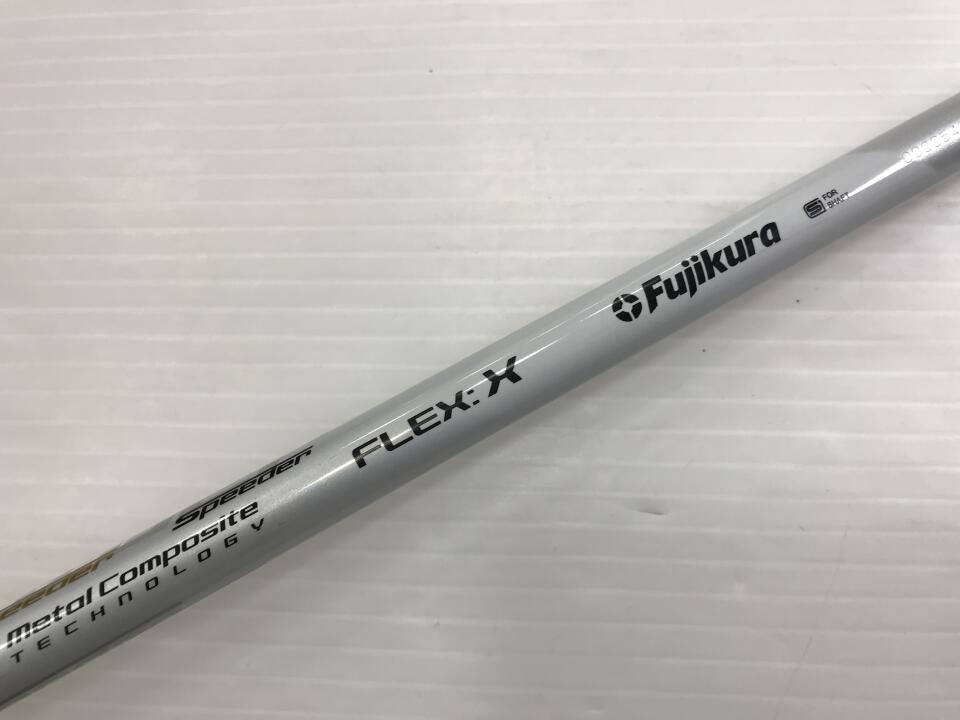 Speeder
Metal Composite
TECHNOLOGY
FLEX: X
Fujikura
S FOR
SHAFT